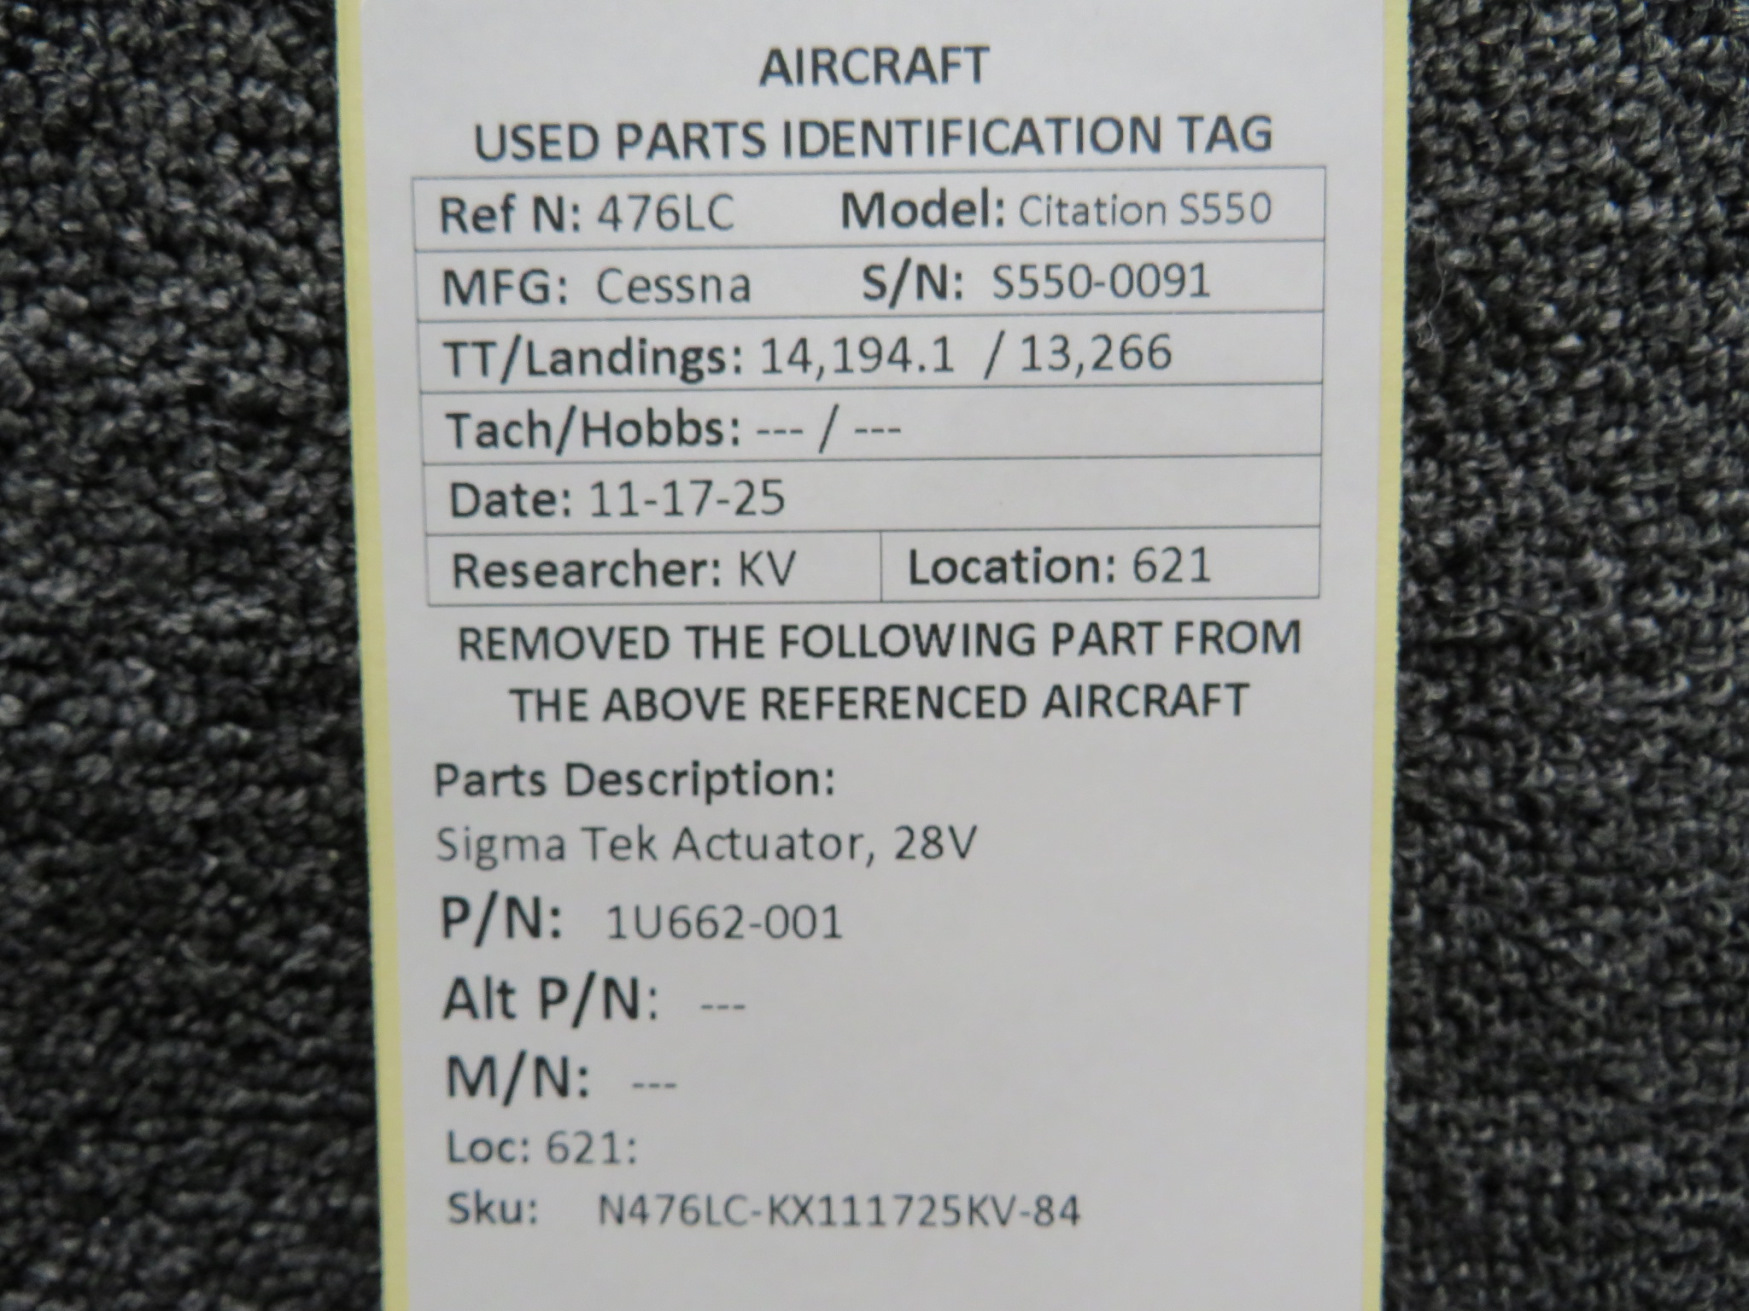 AIRCRAFT
USED PARTS IDENTIFICATION TAG
Ref N: 476LC Model: Citation S550
MFG: Cessna S/N: S550-0091
TT/Landings: 14,194.1 / 13,266
Tach/Hobbs: --- / ---
Date: 11-17-25
Researcher: KV Location: 621
REMOVED THE FOLLOWING PART FROM
THE ABOVE REFERENCED AIRCRAFT
Parts Description:
Sigma Tek Actuator, 28V
P/N: 1U662-001
Alt P/N: ---
M/N: ---
Loc: 621:
Sku: N476LC-KX111725KV-84